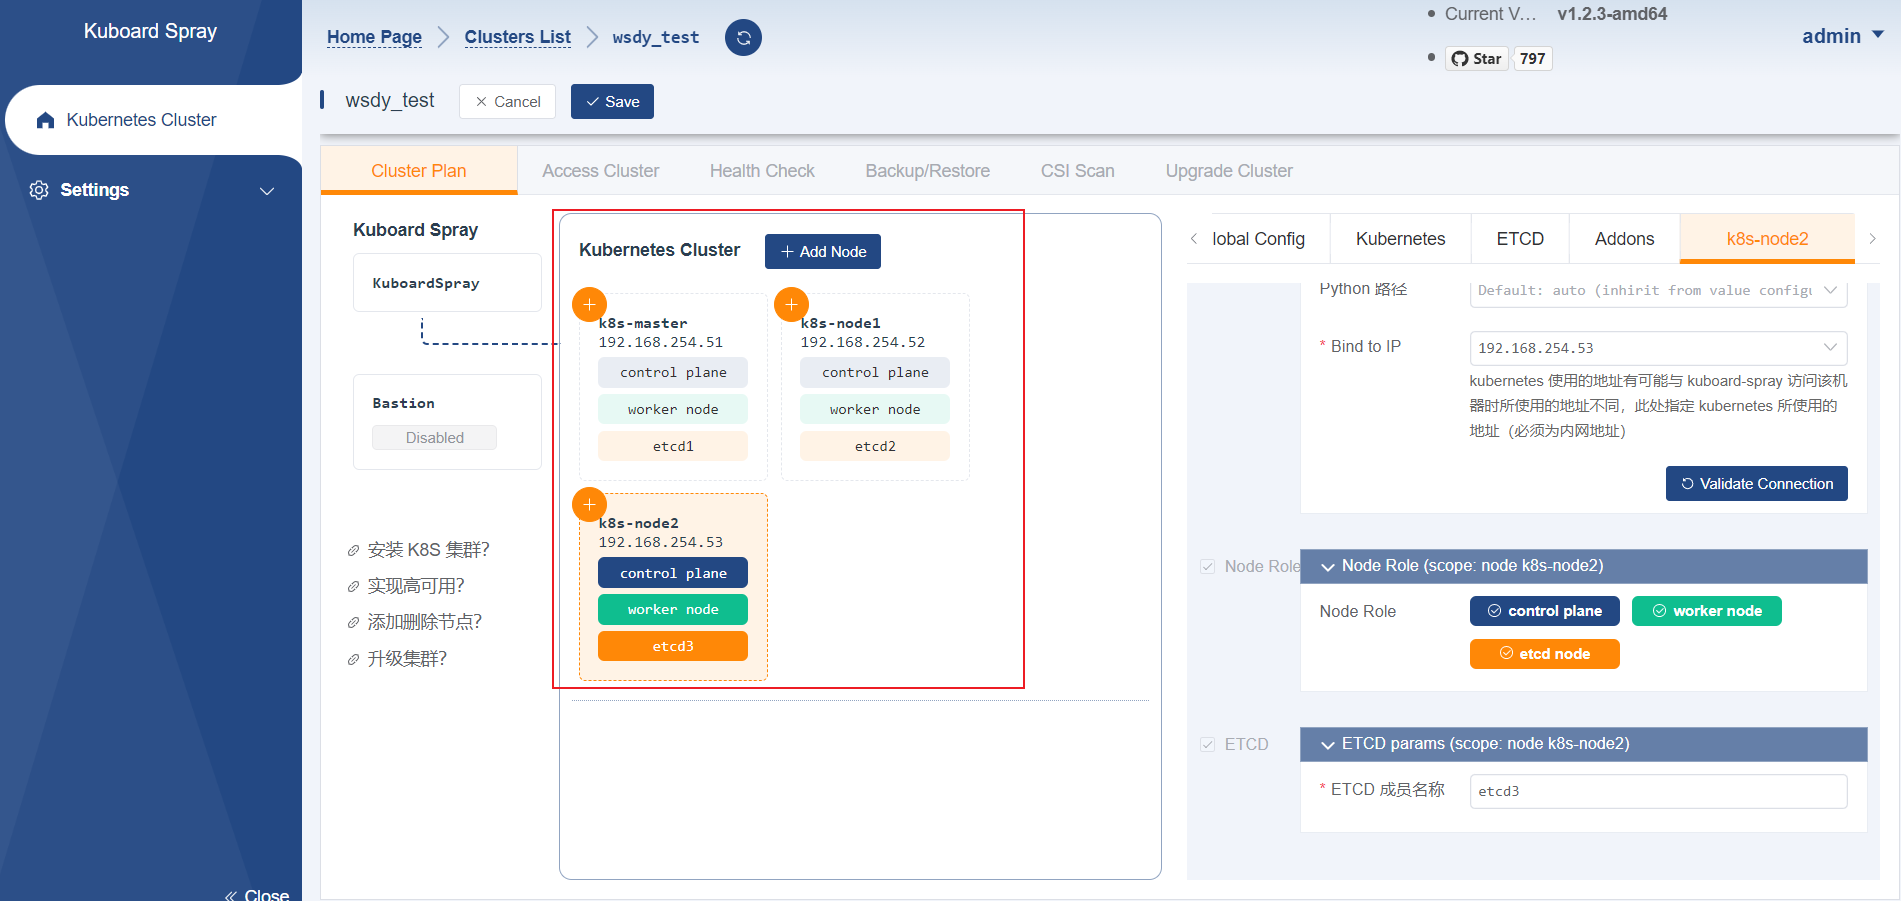 Kuboard Spray
Kubernetes Cluster
Settings
Close
Home Page
Clusters List
wsdy_test
Current V…
v1.2.3-amd64
Star
797
admin
wsdy_test
Cancel
Save
Cluster Plan
Access Cluster
Health Check
Backup/Restore
CSI Scan
Upgrade Cluster
Kuboard Spray
KuboardSpray
Bastion
Disabled
安装 K8S 集群?
实现高可用?
添加删除节点?
升级集群?
Kubernetes Cluster
Add Node
k8s-master
192.168.254.51
control plane
worker node
etcd1
k8s-node1
192.168.254.52
control plane
worker node
etcd2
k8s-node2
192.168.254.53
control plane
worker node
etcd3
lobal Config
Kubernetes
ETCD
Addons
k8s-node2
Python 路径
Default: auto (inhirit from value configu
* Bind to IP
192.168.254.53
kubernetes 使用的地址有可能与 kuboard-spray 访问该机
器时所使用的地址不同，此处指定 kubernetes 所使用的
地址（必须为内网地址）
Validate Connection
Node Role
Node Role (scope: node k8s-node2)
Node Role
control plane
worker node
etcd node
ETCD
ETCD params (scope: node k8s-node2)
* ETCD 成员名称
etcd3